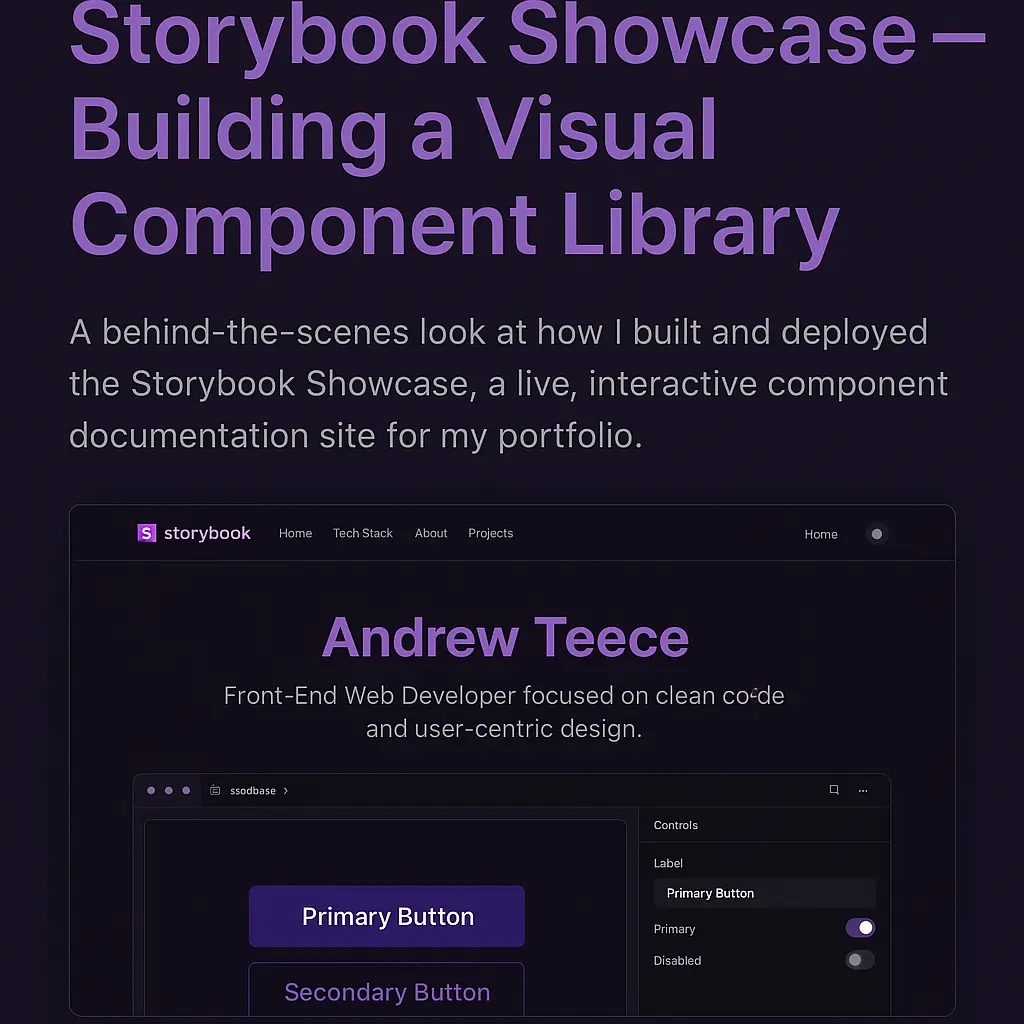 Storybook Showcase —
Building a Visual
Component Library
A behind-the-scenes look at how I built and deployed
the Storybook Showcase, a live, interactive component
documentation site for my portfolio.
S storybook Home Tech Stack About Projects Home
Andrew Teece
Front-End Web Developer focused on clean code
and user-centric design.
ssodbase >
Controls
Label
Primary Button
Primary Button
Primary
Disabled
Secondary Button